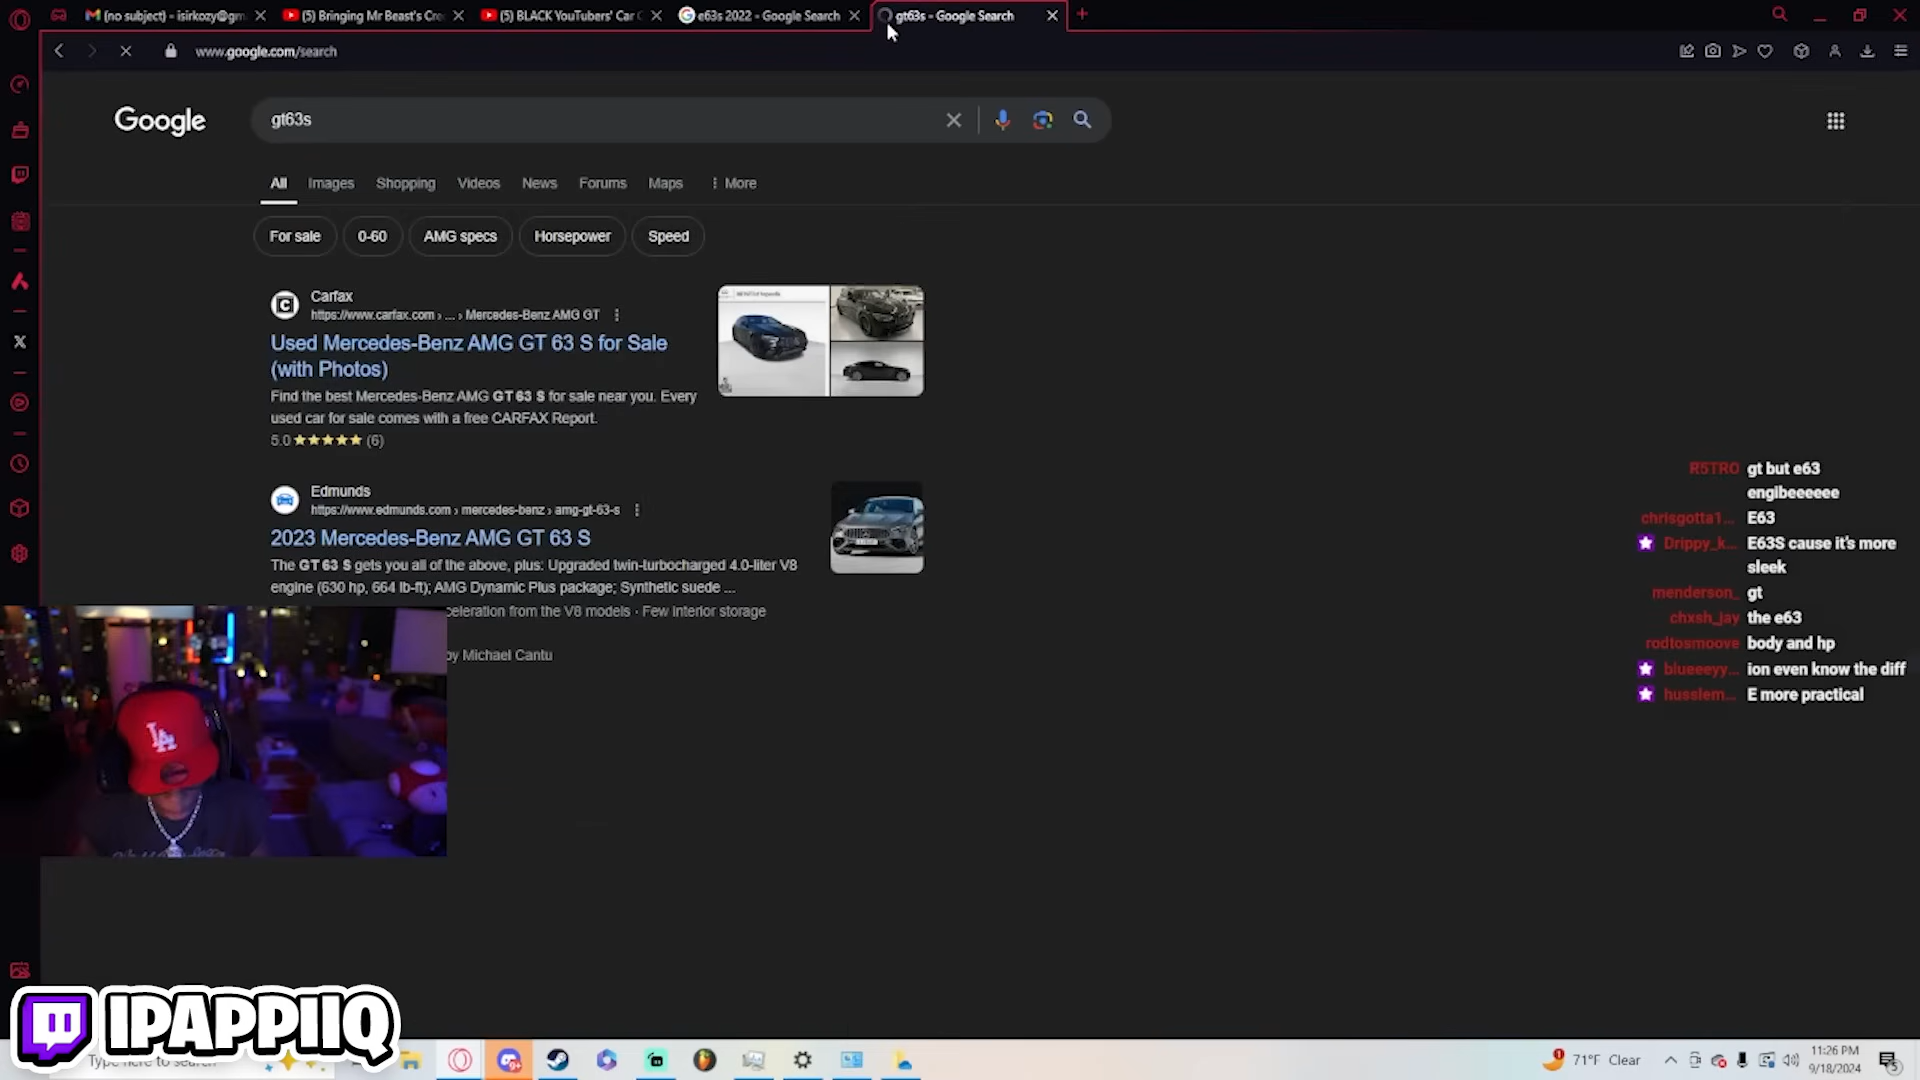 (no subject) - isirkozy@gm
(5) Bringing Mr Beast's Cre
(5) BLACK YouTubers' Car C
e63s 2022 - Google Search
gt63s - Google Search
www.google.com/search
Google
gt63s
All
Images
Shopping
Videos
News
Forums
Maps
More
For sale
0-60
AMG specs
Horsepower
Speed
Carfax
https://www.carfax.com › ... › Mercedes-Benz AMG GT
Used Mercedes-Benz AMG GT 63 S for Sale
(with Photos)
Find the best Mercedes-Benz AMG GT 63 S for sale near you. Every
used car for sale comes with a free CARFAX Report.
5.0 ★★★★★ (6)
Edmunds
https://www.edmunds.com › mercedes-benz › amg-gt-63-s
2023 Mercedes-Benz AMG GT 63 S
The GT 63 S gets you all of the above, plus: Upgraded twin-turbocharged 4.0-liter V8
engine (630 hp, 664 lb-ft); AMG Dynamic Plus package; Synthetic suede ...
celeration from the V8 models · Few interior storage
by Michael Cantu
R5TRO gt but e63
engibeeeeee
chrisgotta1... E63
Drippy_k... E63S cause it's more
sleek
menderson_ gt
chxsh_jay the e63
rodtosmoove body and hp
blueeeyy... ion even know the diff
husslem... E more practical
LA
IPAPPIIQ
Type here to search
71°F Clear
11:26 PM
9/18/2024